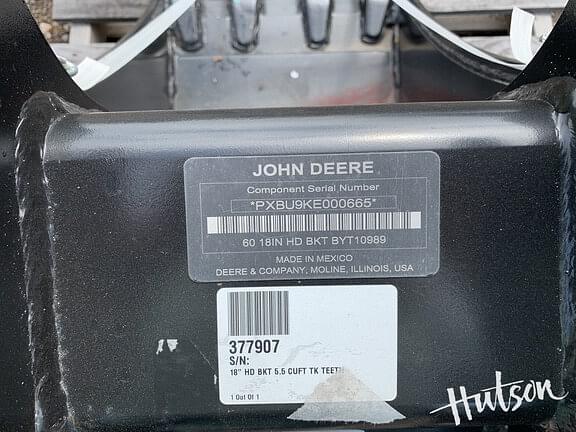 JOHN DEERE
Component Serial Number
*PXBU9KE000665*
60 18IN HD BKT BYT10989
MADE IN MEXICO
DEERE & COMPANY, MOLINE, ILLINOIS, USA
377907
S/N:
18" HD BKT 5.5 CUFT TK
1 Out Of 1
Hutson